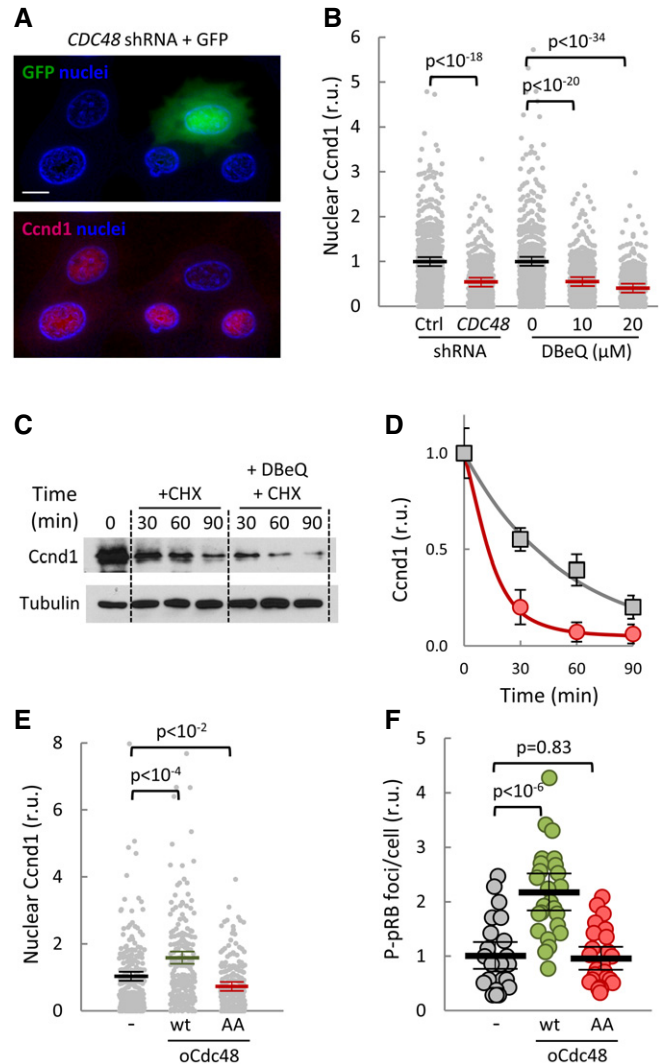 A
CDC48 shRNA + GFP
GFP nuclei
Ccnd1 nuclei
B
Nuclear Ccnd1 (r.u.)
6
5
4
3
2
1
0
p<10⁻¹⁸
p<10⁻³⁴
p<10⁻²⁰
Ctrl CDC48 0 10 20
shRNA DBeQ (µM)
C
+ DBeQ
Time +CHX + CHX
(min) 0 30 60 90 30 60 90
Ccnd1
Tubulin
D
Ccnd1 (r.u.)
1.0
0.5
0.0
0 30 60 90
Time (min)
E
Nuclear Ccnd1 (r.u.)
8
6
4
2
0
p<10⁻²
p<10⁻⁴
- wt AA
oCdc48
F
P-pRB foci/cell (r.u.)
5
4
3
2
1
0
p=0.83
p<10⁻⁶
- wt AA
oCdc48